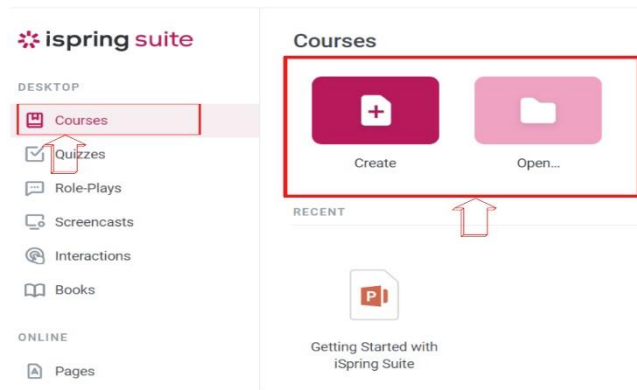 ispring suite
DESKTOP
Courses
Quizzes
Role-Plays
Screencasts
Interactions
Books
ONLINE
Pages
Courses
Create
Open...
RECENT
Getting Started with
iSpring Suite